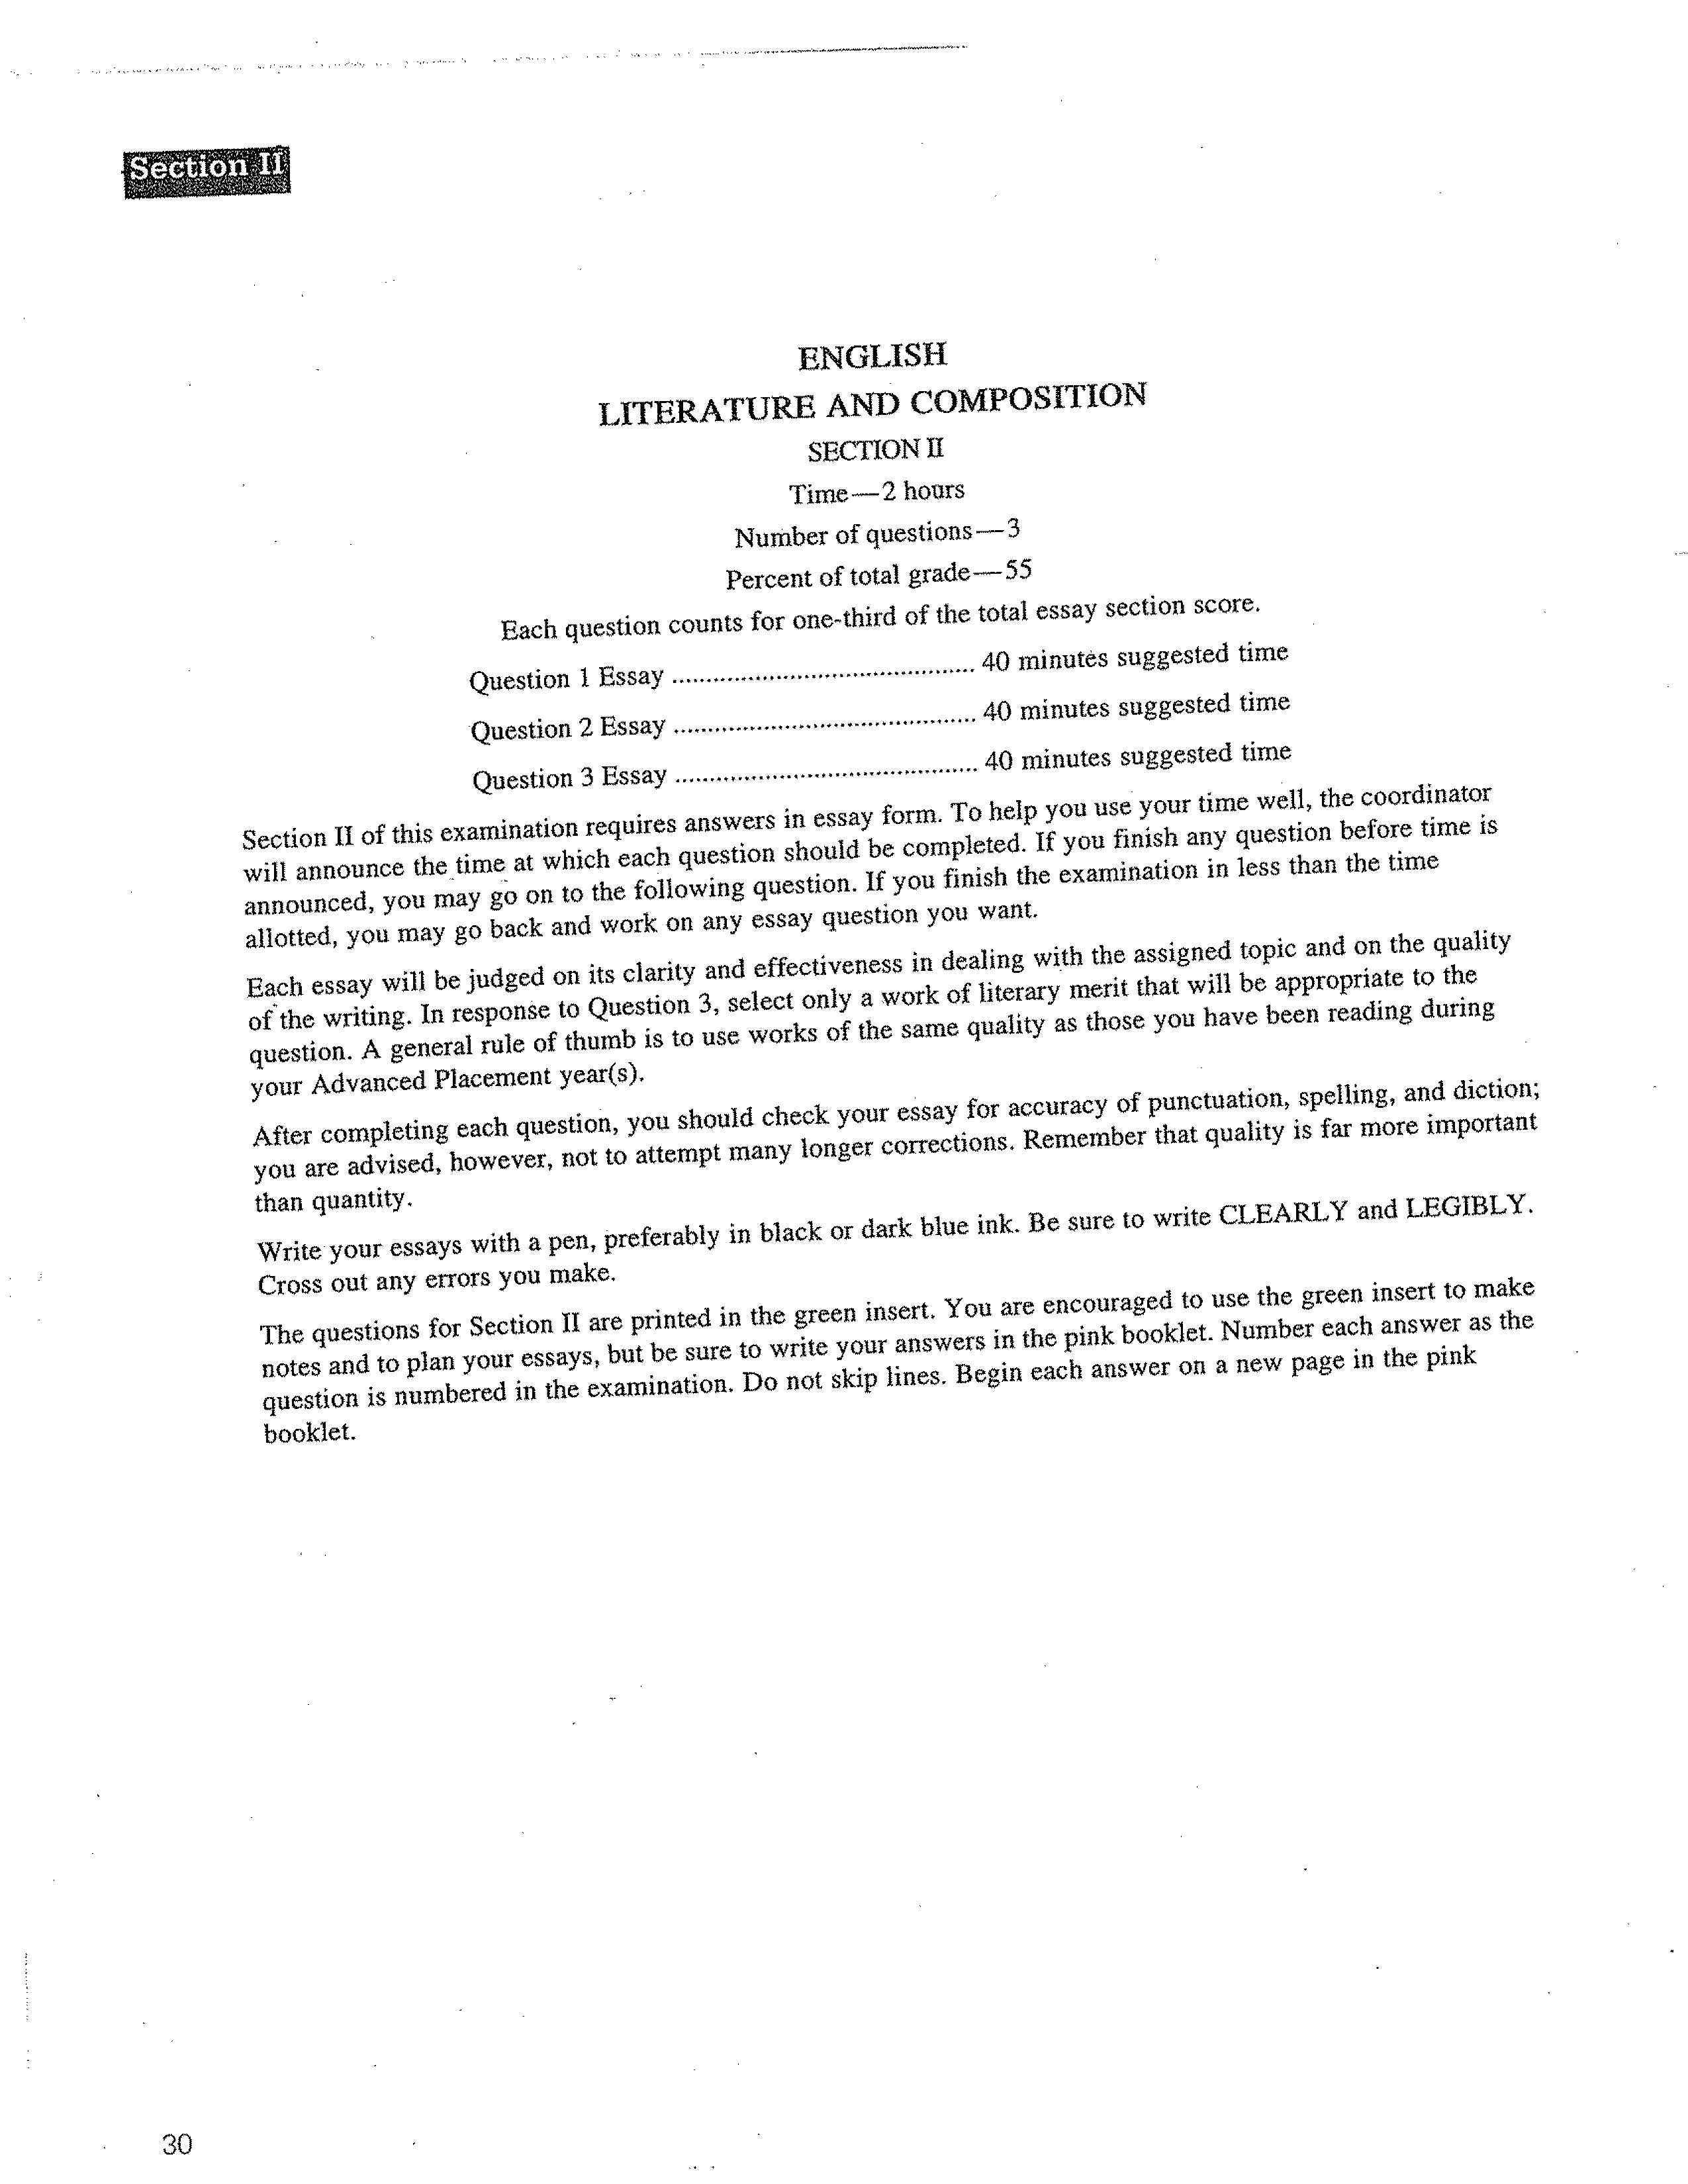 Section II
ENGLISH
LITERATURE AND COMPOSITION
SECTION II
Time—2 hours
Number of questions—3
Percent of total grade—55
Each question counts for one-third of the total essay section score.
Question 1 Essay ............................................. 40 minutes suggested time
Question 2 Essay ............................................. 40 minutes suggested time
Question 3 Essay ............................................. 40 minutes suggested time
Section II of this examination requires answers in essay form. To help you use your time well, the coordinator
will announce the time at which each question should be completed. If you finish any question before time is
announced, you may go on to the following question. If you finish the examination in less than the time
allotted, you may go back and work on any essay question you want.
Each essay will be judged on its clarity and effectiveness in dealing with the assigned topic and on the quality
of the writing. In response to Question 3, select only a work of literary merit that will be appropriate to the
question. A general rule of thumb is to use works of the same quality as those you have been reading during
your Advanced Placement year(s).
After completing each question, you should check your essay for accuracy of punctuation, spelling, and diction;
you are advised, however, not to attempt many longer corrections. Remember that quality is far more important
than quantity.
Write your essays with a pen, preferably in black or dark blue ink. Be sure to write CLEARLY and LEGIBLY.
Cross out any errors you make.
The questions for Section II are printed in the green insert. You are encouraged to use the green insert to make
notes and to plan your essays, but be sure to write your answers in the pink booklet. Number each answer as the
question is numbered in the examination. Do not skip lines. Begin each answer on a new page in the pink
booklet.
30